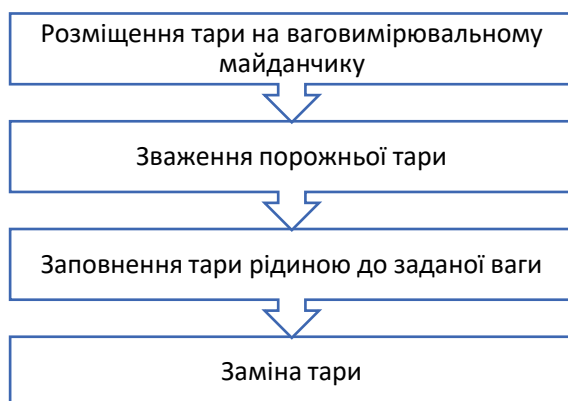 Розміщення тари на ваговимірювальному
майданчику
Зваження порожньої тари
Заповнення тари рідиною до заданої ваги
Заміна тари